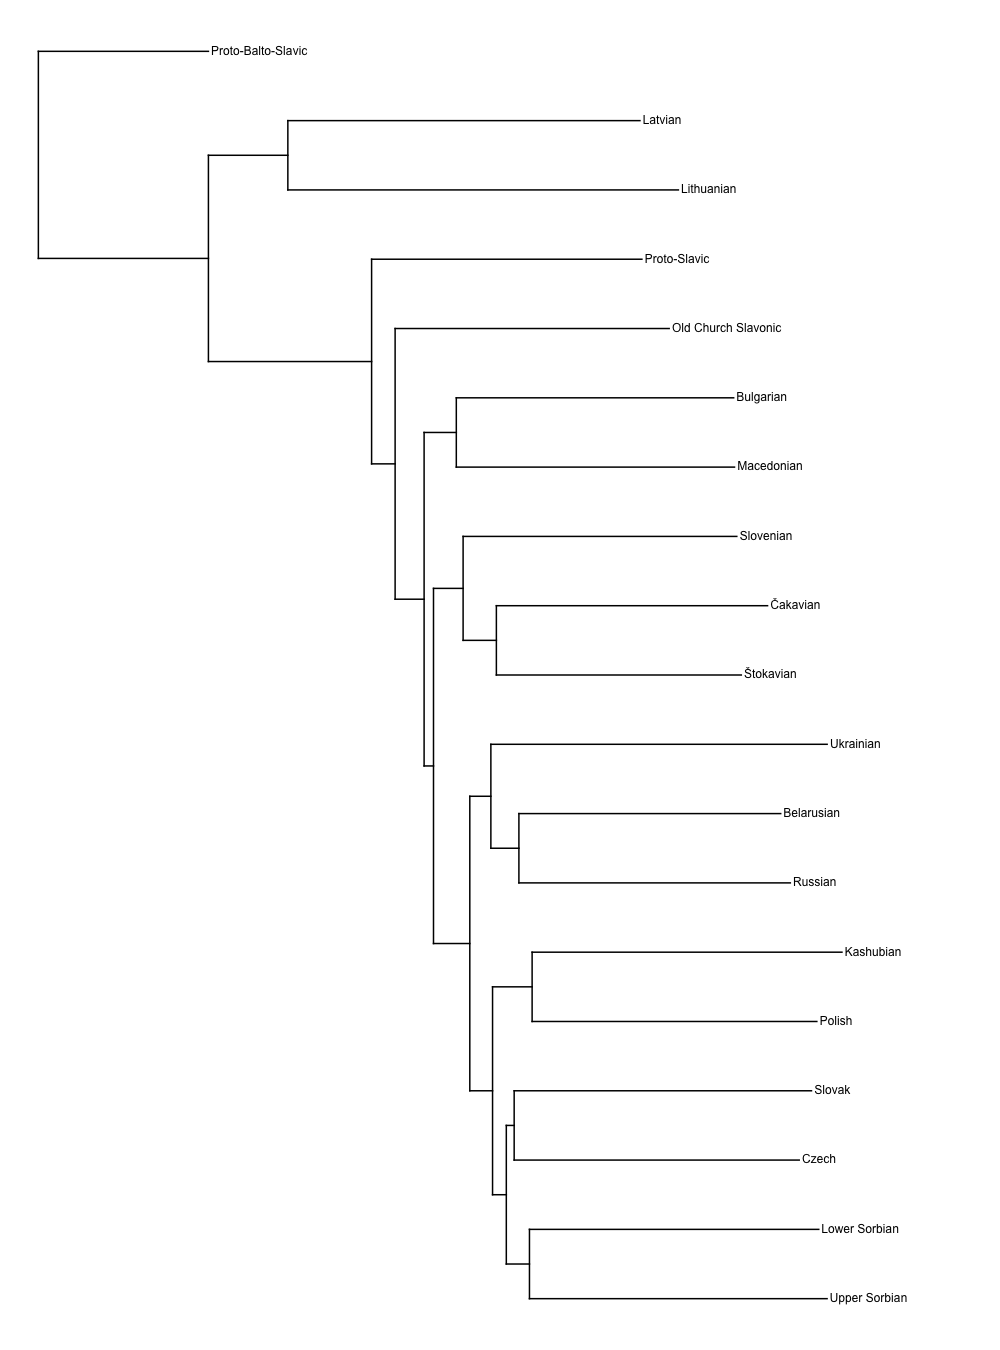 Proto-Balto-Slavic
Latvian
Lithuanian
Proto-Slavic
Old Church Slavonic
Bulgarian
Macedonian
Slovenian
Čakavian
Štokavian
Ukrainian
Belarusian
Russian
Kashubian
Polish
Slovak
Czech
Lower Sorbian
Upper Sorbian